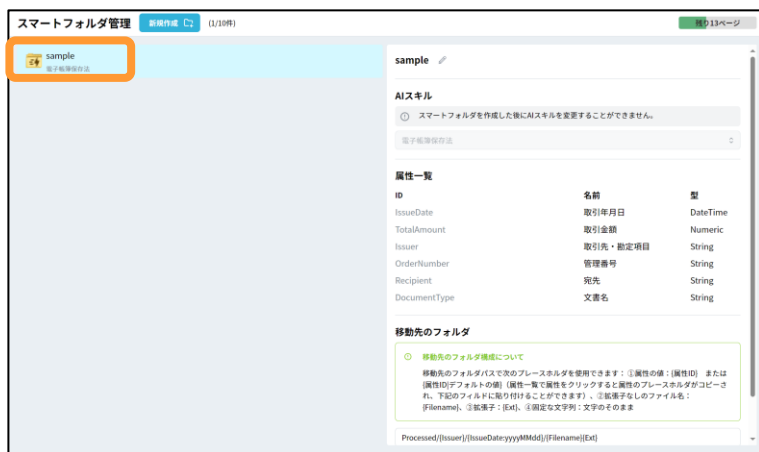 スマートフォルダ管理
新規作成
(1/10件)
残り13ページ
sample
電子帳簿保存法
sample
AIスキル
スマートフォルダを作成した後にAIスキルを変更することができません。
電子帳簿保存法
属性一覧
ID 名前 型
IssueDate 取引年月日 DateTime
TotalAmount 取引金額 Numeric
Issuer 取引先・勘定項目 String
OrderNumber 管理番号 String
Recipient 宛先 String
DocumentType 文書名 String
移動先のフォルダ
移動先のフォルダ構成について
移動先のフォルダパスで次のプレースホルダを使用できます：①属性の値：{属性ID} または
{属性ID|デフォルトの値}（属性一覧で属性をクリックすると属性のプレースホルダがコピーさ
れ、下記のフィールドに貼り付けることができます）、②拡張子なしのファイル名：
{Filename}、③拡張子：{Ext}、④固定な文字列：文字のそのまま
Processed/{Issuer}/{IssueDate:yyyyMMdd}/{Filename}{Ext}